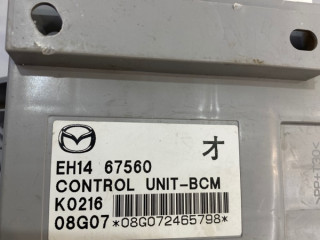 EH14 67560 オ
CONTROL UNIT-BCM
K0216
08G07 *08G072465798*